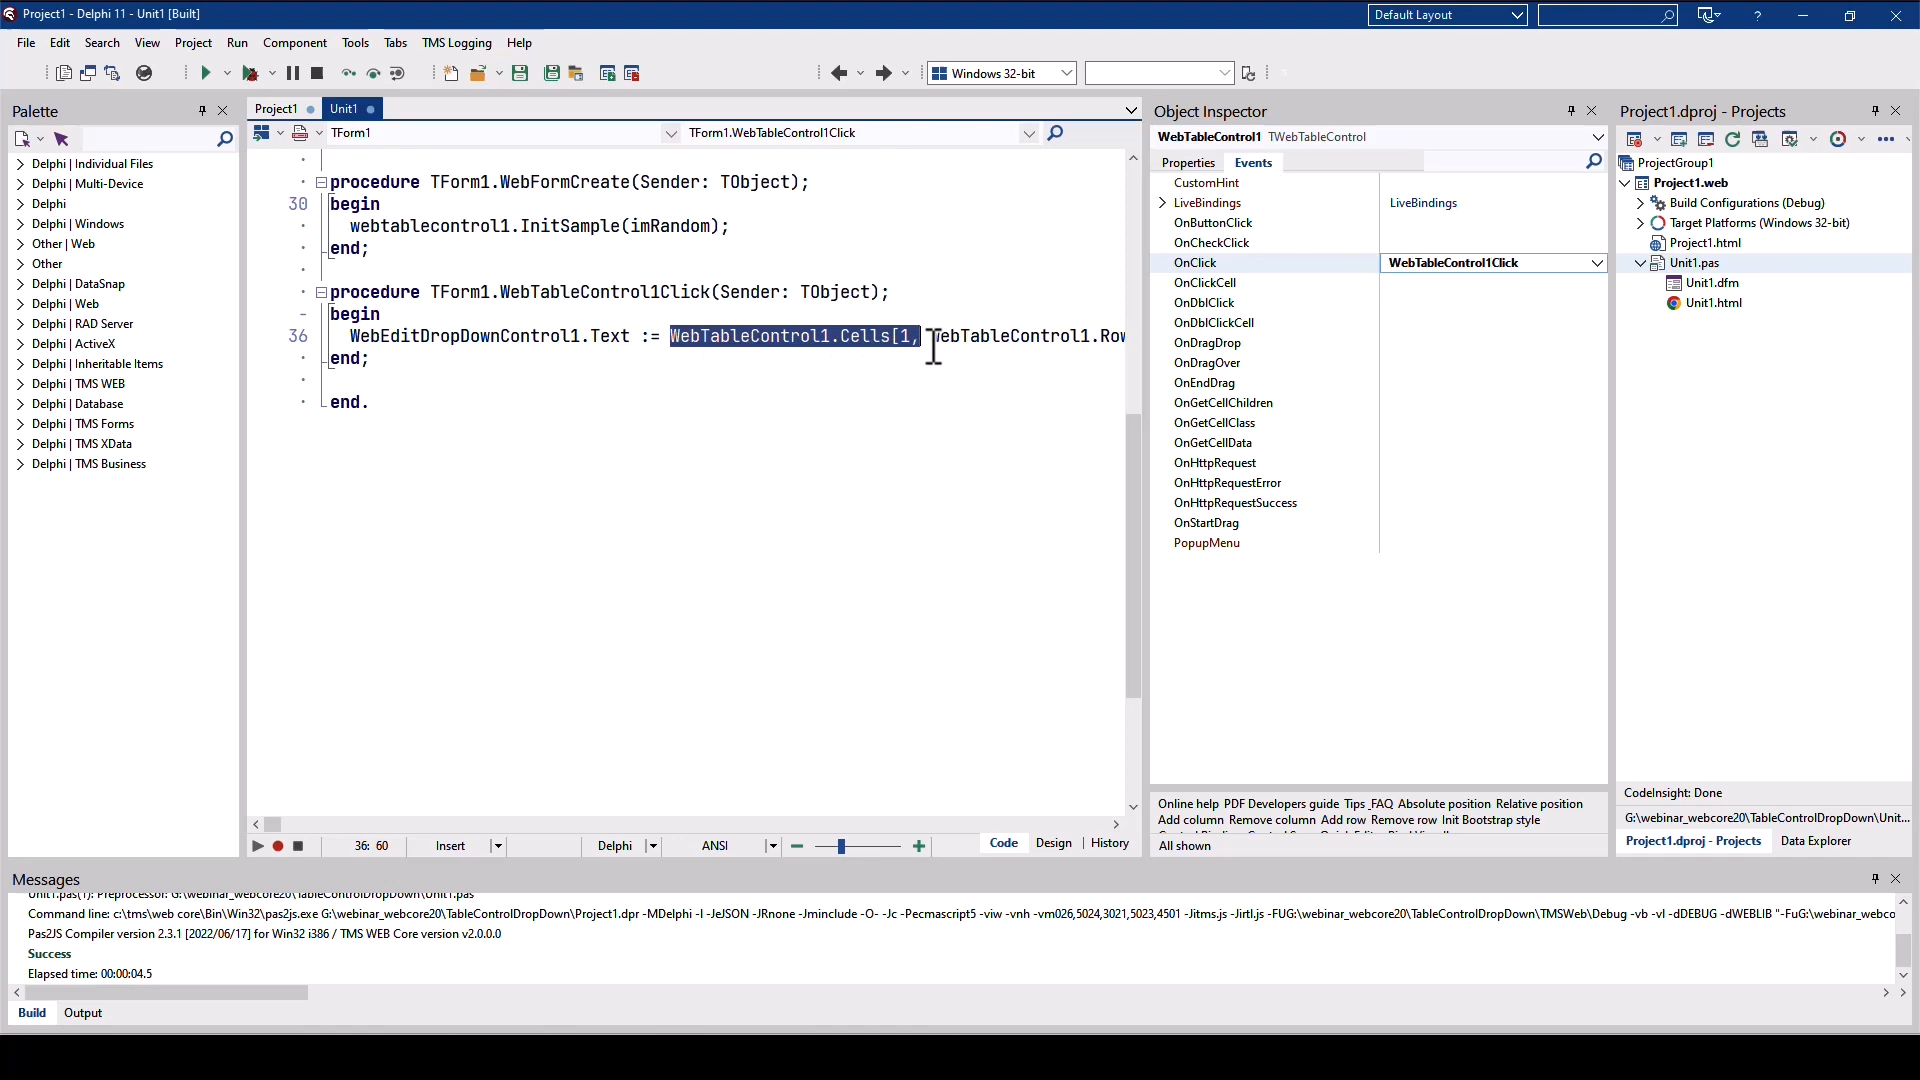 Project1 - Delphi 11 - Unit1 [Built]
Default Layout
?
File Edit Search View Project Run Component Tools Tabs TMS Logging Help
Windows 32-bit
Palette
Project1
Unit1
Object Inspector
Project1.dproj - Projects
TForm1
TForm1.WebTableControl1Click
WebTableControl1 TWebTableControl
Properties Events
Delphi | Individual Files
Delphi | Multi-Device
Delphi
Delphi | Windows
Other | Web
Other
Delphi | DataSnap
Delphi | Web
Delphi | RAD Server
Delphi | ActiveX
Delphi | Inheritable Items
Delphi | TMS WEB
Delphi | Database
Delphi | TMS Forms
Delphi | TMS XData
Delphi | TMS Business
procedure TForm1.WebFormCreate(Sender: TObject);
30 begin
webtablecontrol1.InitSample(imRandom);
end;
procedure TForm1.WebTableControl1Click(Sender: TObject);
begin
36 WebEditDropDownControl1.Text := WebTableControl1.Cells[1, WebTableControl1.Row
end;
end.
CustomHint
LiveBindings LiveBindings
OnButtonClick
OnCheckClick
OnClick WebTableControl1Click
OnClickCell
OnDblClick
OnDblClickCell
OnDragDrop
OnDragOver
OnEndDrag
OnGetCellChildren
OnGetCellClass
OnGetCellData
OnHttpRequest
OnHttpRequestError
OnHttpRequestSuccess
OnStartDrag
PopupMenu
ProjectGroup1
Project1.web
Build Configurations (Debug)
Target Platforms (Windows 32-bit)
Project1.html
Unit1.pas
Unit1.dfm
Unit1.html
Online help PDF Developers guide Tips FAQ Absolute position Relative position
Add column Remove column Add row Remove row Init Bootstrap style
All shown
CodeInsight: Done
G:\webinar_webcore20\TableControlDropDown\Unit...
Project1.dproj - Projects Data Explorer
36: 60 Insert Delphi ANSI Code Design History
Messages
Unit1.pas(1): Preprocessor: G:\webinar_webcore20\TableControlDropDown\Unit1.pas
Command line: c:\tms\web core\Bin\Win32\pas2js.exe G:\webinar_webcore20\TableControlDropDown\Project1.dpr -MDelphi -l -JeJSON -JRnone -Jminclude -O- -Jc -Pecmascript5 -viw -vnh -vm026,5024,3021,5023,4501 -Jitms.js -Jirtl.js -FUG:\webinar_webcore20\TableControlDropDown\TMSWeb\Debug -vb -vl -dDEBUG -dWEBLIB "-FuG:\webinar_webco
Pas2JS Compiler version 2.3.1 [2022/06/17] for Win32 i386 / TMS WEB Core version v2.0.0.0
Success
Elapsed time: 00:00:04.5
Build Output